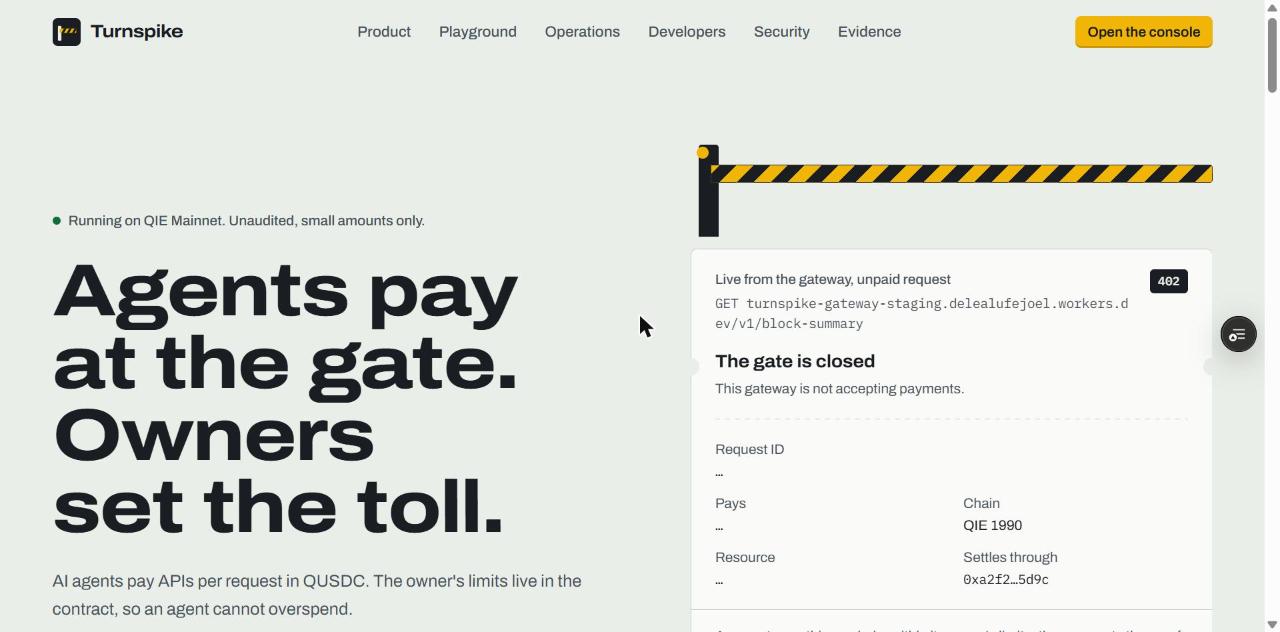 Turnspike
Product
Playground
Operations
Developers
Security
Evidence
Open the console
Running on QIE Mainnet. Unaudited, small amounts only.
Agents pay
at the gate.
Owners
set the toll.
AI agents pay APIs per request in QUSDC. The owner's limits live in the
contract, so an agent cannot overspend.
Live from the gateway, unpaid request
402
GET turnspike-gateway-staging.delealufejoel.workers.d
ev/v1/block-summary
The gate is closed
This gateway is not accepting payments.
Request ID
…
Pays
Chain
…
QIE 1990
Resource
Settles through
…
0xa2f2…5d9c